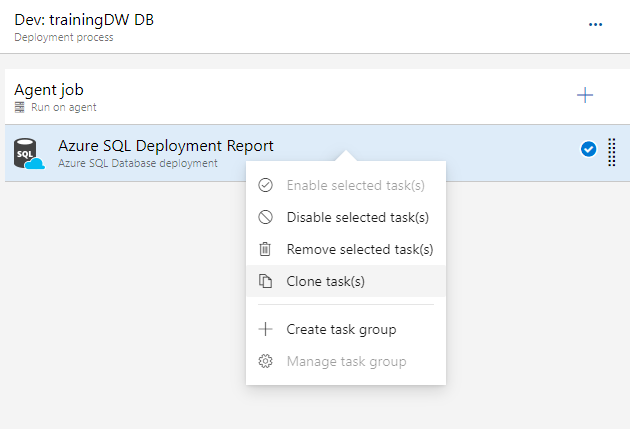 Dev: trainingDW DB
Deployment process
Agent job
Run on agent
SQL
Azure SQL Deployment Report
Azure SQL Database deployment
Enable selected task(s)
Disable selected task(s)
Remove selected task(s)
Clone task(s)
Create task group
Manage task group